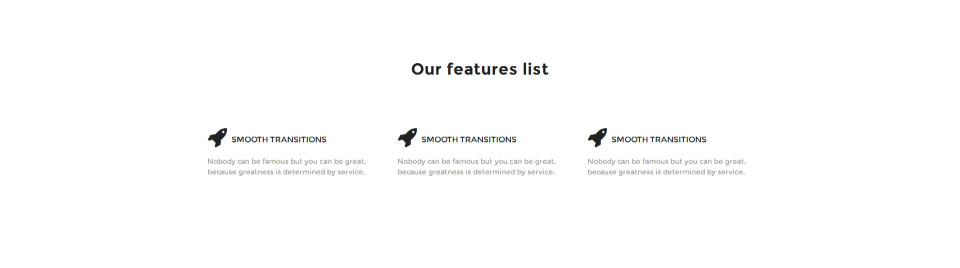 Our features list
SMOOTH TRANSITIONS
Nobody can be famous but you can be great,
because greatness is determined by service.
SMOOTH TRANSITIONS
Nobody can be famous but you can be great,
because greatness is determined by service.
SMOOTH TRANSITIONS
Nobody can be famous but you can be great,
because greatness is determined by service.